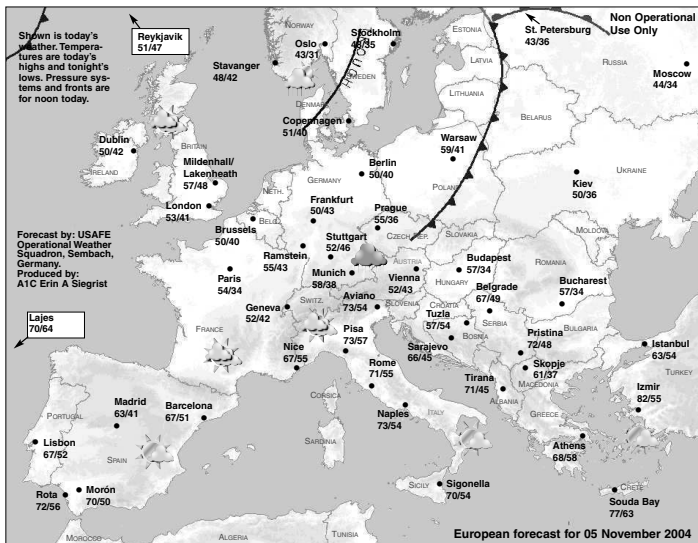 Shown is today's
weather. Tempera-
tures are today's
highs and tonight's
lows. Pressure sys-
tems and fronts are
for noon today.
Reykjavik
51/47
NORWAY
Oslo
43/31
Stockholm
Stavanger
48/42
SWEDEN
ESTONIA
LATVIA
LITHUANIA
St. Petersburg
43/36
Non Operational
Use Only
RUSSIA
Moscow
44/34
DENMARK
Copenhagen
51/40
BELARUS
Dublin
50/42
IRELAND
BRITAIN
Mildenhall/
Lakenheath
57/48
London
53/41
NETH.
GERMANY
Berlin
50/40
Warsaw
59/41
POLAND
UKRAINE
Kiev
50/36
Frankfurt
50/43
Prague
55/36
CZECH REP.
Brussels
50/40
BELG.
Ramstein
55/43
Stuttgart
52/46
SLOVAKIA
MOLDOVA
Forecast by: USAFE
Operational Weather
Squadron, Sembach,
Germany.
Produced by:
A1C Erin A Siegrist
Paris
54/34
Munich
58/38
AUSTRIA
Vienna
52/43
Budapest
57/34
HUNGARY
ROMANIA
Geneva
52/42
SWITZ.
Aviano
73/54
SLOVENIA
CROATIA
Belgrade
67/49
SERBIA
Bucharest
57/34
Lajes
70/64
FRANCE
Nice
67/55
Pisa
73/57
Tuzla
57/54
BOSNIA
Sarajevo
66/45
Pristina
72/48
BULGARIA
Istanbul
63/54
TURKEY
Rome
71/55
Skopje
61/37
MACEDONIA
Tirana
71/45
ALBANIA
Izmir
82/55
CORSICA
Naples
73/54
ITALY
GREECE
PORTUGAL
Madrid
63/41
Barcelona
67/51
SARDINIA
Lisbon
67/52
SPAIN
Athens
68/58
Rota
72/56
Morón
70/50
SICILY
Sigonella
70/54
CRETE
Souda Bay
77/63
MOROCCO
ALGERIA
TUNISIA
European forecast for 05 November 2004